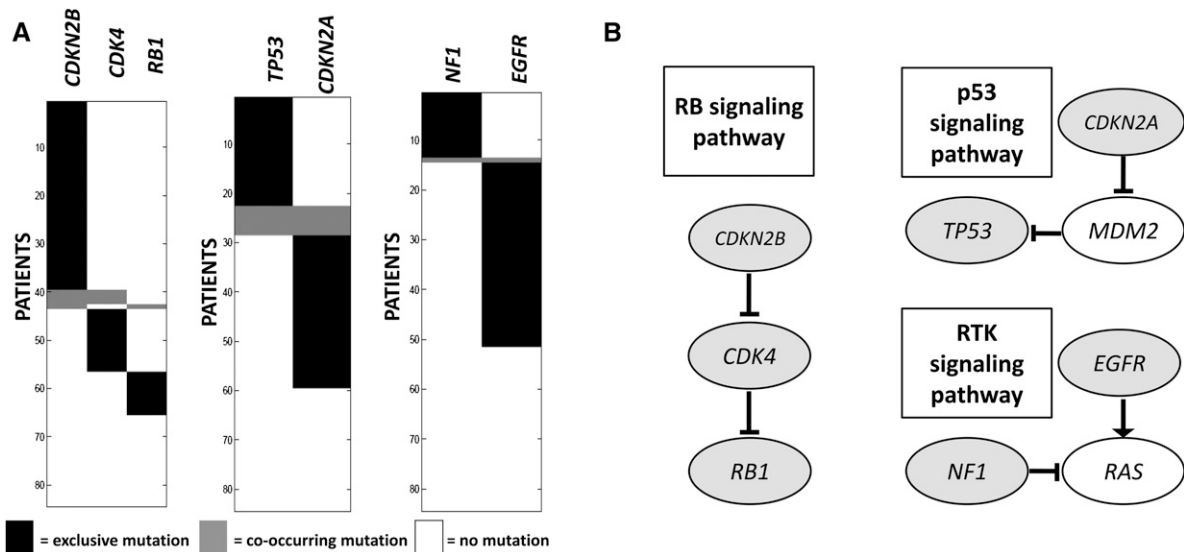 A
CDKN2B
CDK4
RB1
PATIENTS
10
20
30
40
50
60
70
80
TP53
CDKN2A
PATIENTS
10
20
30
40
50
60
70
80
NF1
EGFR
PATIENTS
10
20
30
40
50
60
70
80
= exclusive mutation
= co-occurring mutation
= no mutation
B
RB signaling
pathway
CDKN2B
CDK4
RB1
p53
signaling
pathway
CDKN2A
TP53
MDM2
RTK
signaling
pathway
EGFR
NF1
RAS